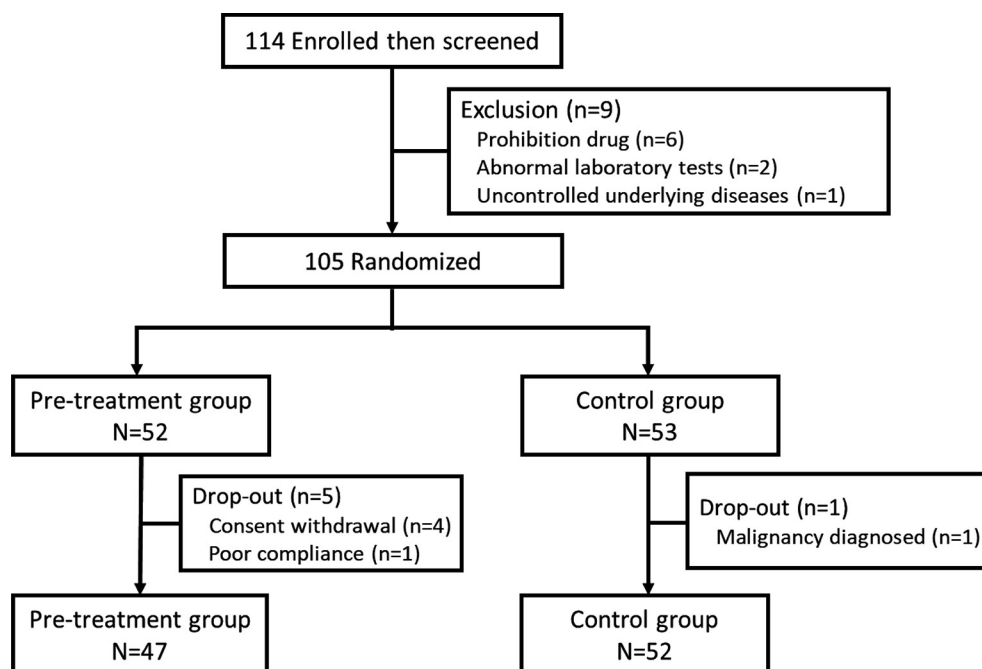 114 Enrolled then screened
Exclusion (n=9)
Prohibition drug (n=6)
Abnormal laboratory tests (n=2)
Uncontrolled underlying diseases (n=1)
105 Randomized
Pre-treatment group
N=52
Control group
N=53
Drop-out (n=5)
Consent withdrawal (n=4)
Poor compliance (n=1)
Drop-out (n=1)
Malignancy diagnosed (n=1)
Pre-treatment group
N=47
Control group
N=52